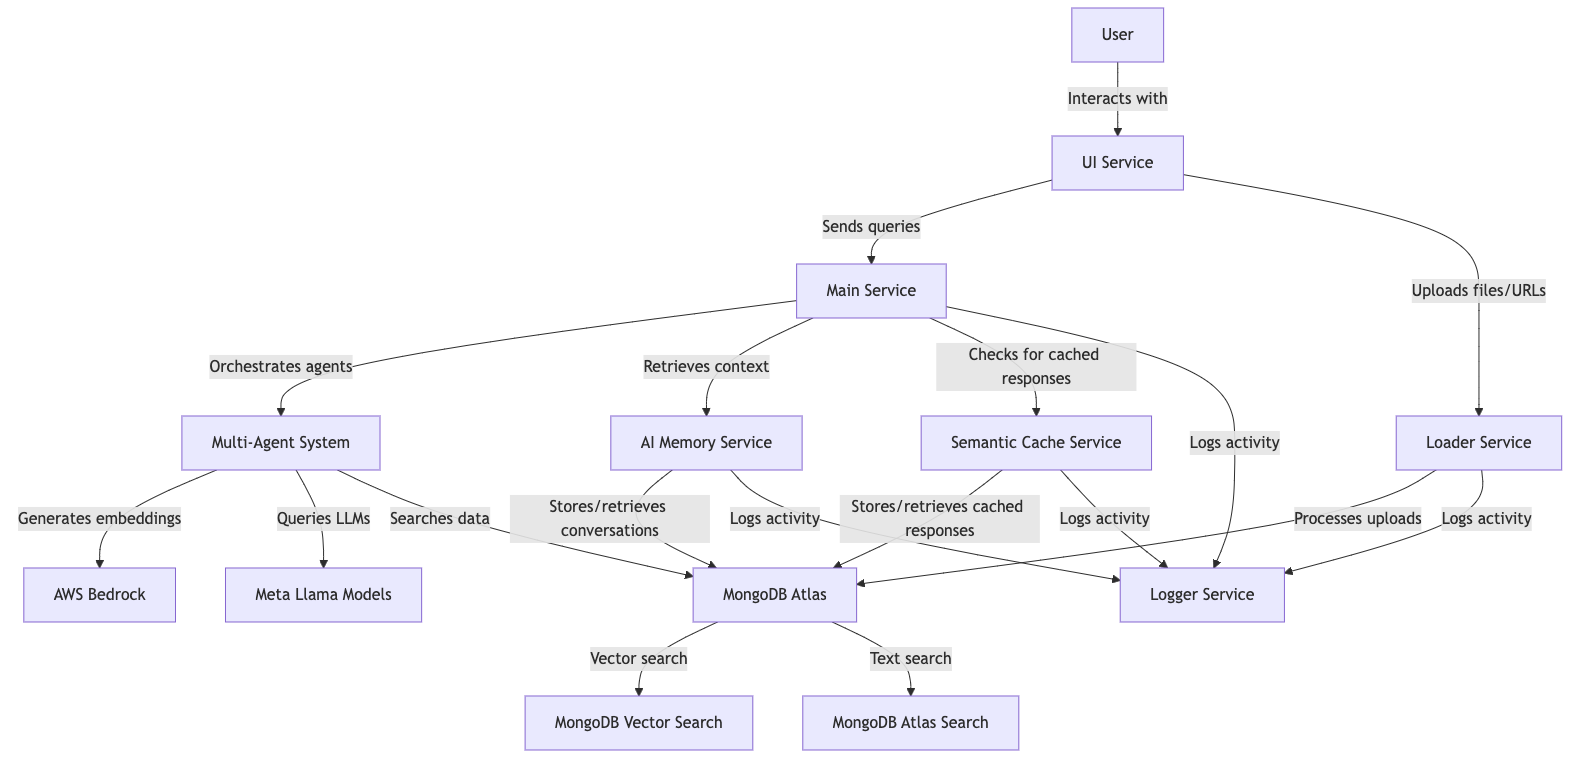 User
Interacts with
UI Service
Sends queries
Main Service
Uploads files/URLs
Orchestrates agents
Retrieves context
Checks for cached
responses
Multi-Agent System
AI Memory Service
Semantic Cache Service
Logs activity
Loader Service
Generates embeddings
Queries LLMs
Searches data
Stores/retrieves
conversations
Logs activity
Stores/retrieves cached
responses
Logs activity
Processes uploads
Logs activity
AWS Bedrock
Meta Llama Models
MongoDB Atlas
Logger Service
Vector search
Text search
MongoDB Vector Search
MongoDB Atlas Search